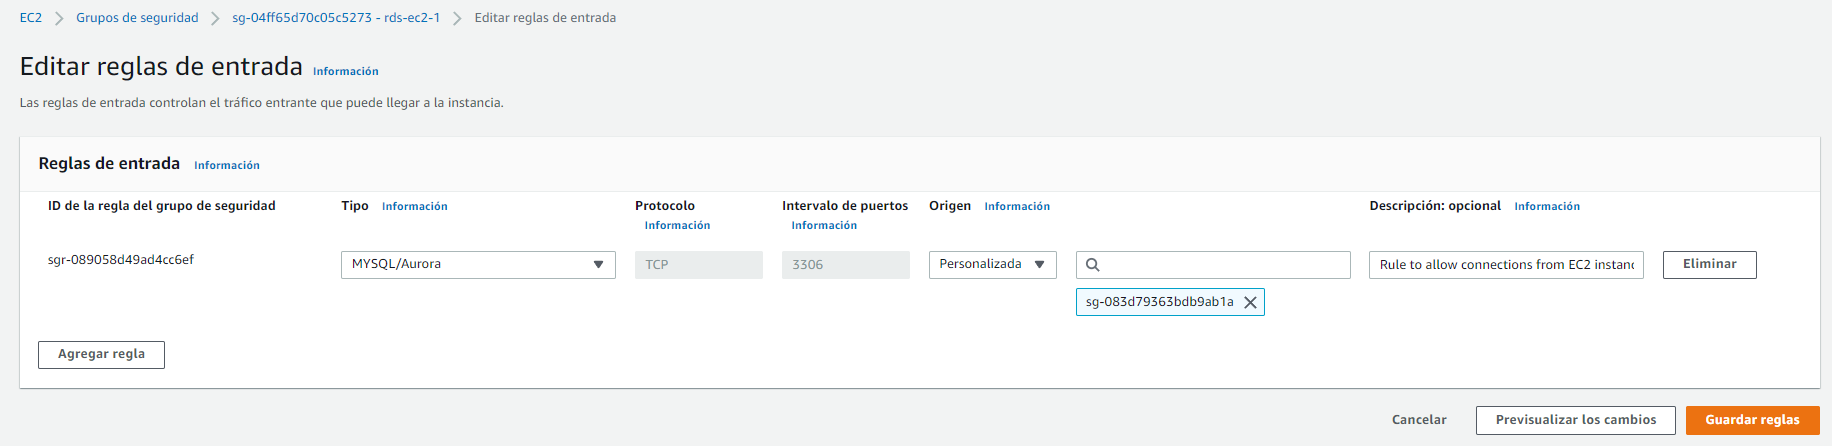 EC2 > Grupos de seguridad > sg-04ff65d70c05c5273 - rds-ec2-1 > Editar reglas de entrada
Editar reglas de entrada Información
Las reglas de entrada controlan el tráfico entrante que puede llegar a la instancia.
Reglas de entrada Información
ID de la regla del grupo de seguridad Tipo Información Protocolo Información Intervalo de puertos Información Origen Información Descripción: opcional Información
sgr-089058d49ad4cc6ef MYSQL/Aurora TCP 3306 Personalizada Rule to allow connections from EC2 instanc Eliminar
sg-083d79363bdb9ab1a
Agregar regla
Cancelar Previsualizar los cambios Guardar reglas